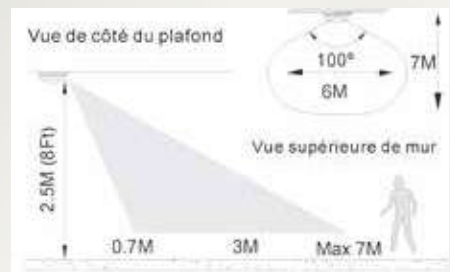 Vue de côté du plafond
100°
6M
7M
Vue supérieure de mur
2.5M (8Ft)
0.7M 3M Max 7M